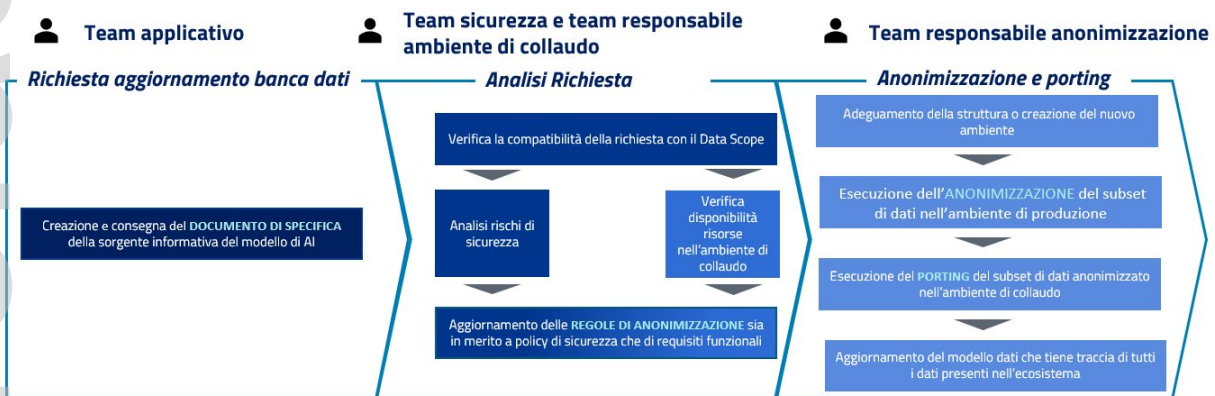 Team applicativo
Richiesta aggiornamento banca dati
Creazione e consegna del DOCUMENTO DI SPECIFICA
della sorgente informativa del modello di AI
Team sicurezza e team responsabile
ambiente di collaudo
Analisi Richiesta
Verifica la compatibilità della richiesta con il Data Scope
Analisi rischi di
sicurezza
Verifica
disponibilità
risorse
nell'ambiente di
collaudo
Aggiornamento delle REGOLE DI ANONIMIZZAZIONE sia
in merito a policy di sicurezza che di requisiti funzionali
Team responsabile anonimizzazione
Anonimizzazione e porting
Adeguamento della struttura o creazione del nuovo
ambiente
Esecuzione dell'ANONIMIZZAZIONE del subset
di dati nell'ambiente di produzione
Esecuzione del PORTING del subset di dati anonimizzato
nell'ambiente di collaudo
Aggiornamento del modello dati che tiene traccia di tutti
i dati presenti nell'ecosistema